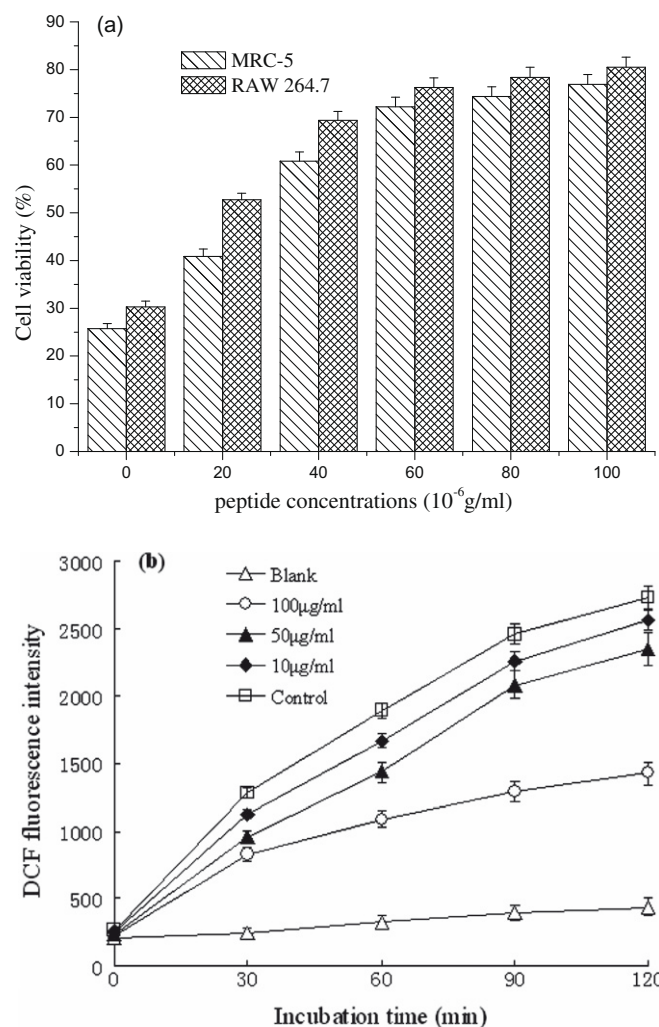 (a)
MRC-5
RAW 264.7
Cell viability (%)
90
80
70
60
50
40
30
20
10
0
0 20 40 60 80 100
peptide concentrations (10⁻⁶g/ml)
(b)
Blank
100μg/ml
50μg/ml
10μg/ml
Control
DCF fluorescence intensity
3000
2500
2000
1500
1000
500
0
0 30 60 90 120
Incubation time (min)